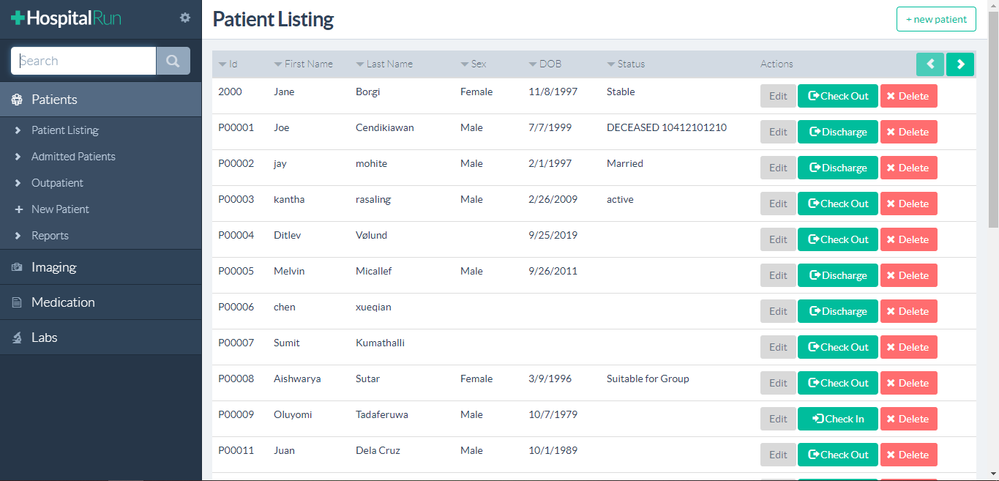 HospitalRun
Search
Patients
Patient Listing
Admitted Patients
Outpatient
New Patient
Reports
Imaging
Medication
Labs
Patient Listing
+ new patient
Id First Name Last Name Sex DOB Status Actions
2000 Jane Borgi Female 11/8/1997 Stable Edit Check Out Delete
P00001 Joe Cendikiawan Male 7/7/1999 DECEASED 10412101210 Edit Discharge Delete
P00002 jay mohite Male 2/1/1997 Married Edit Discharge Delete
P00003 kantha rasaling Male 2/26/2009 active Edit Check Out Delete
P00004 Ditlev Vølund 9/25/2019 Edit Check Out Delete
P00005 Melvin Micallef Male 9/26/2011 Edit Discharge Delete
P00006 chen xueqian Edit Discharge Delete
P00007 Sumit Kumathalli Edit Check Out Delete
P00008 Aishwarya Sutar Female 3/9/1996 Suitable for Group Edit Check Out Delete
P00009 Oluyomi Tadaferuwa Male 10/7/1979 Edit Check In Delete
P00011 Juan Dela Cruz Male 10/1/1989 Edit Check Out Delete